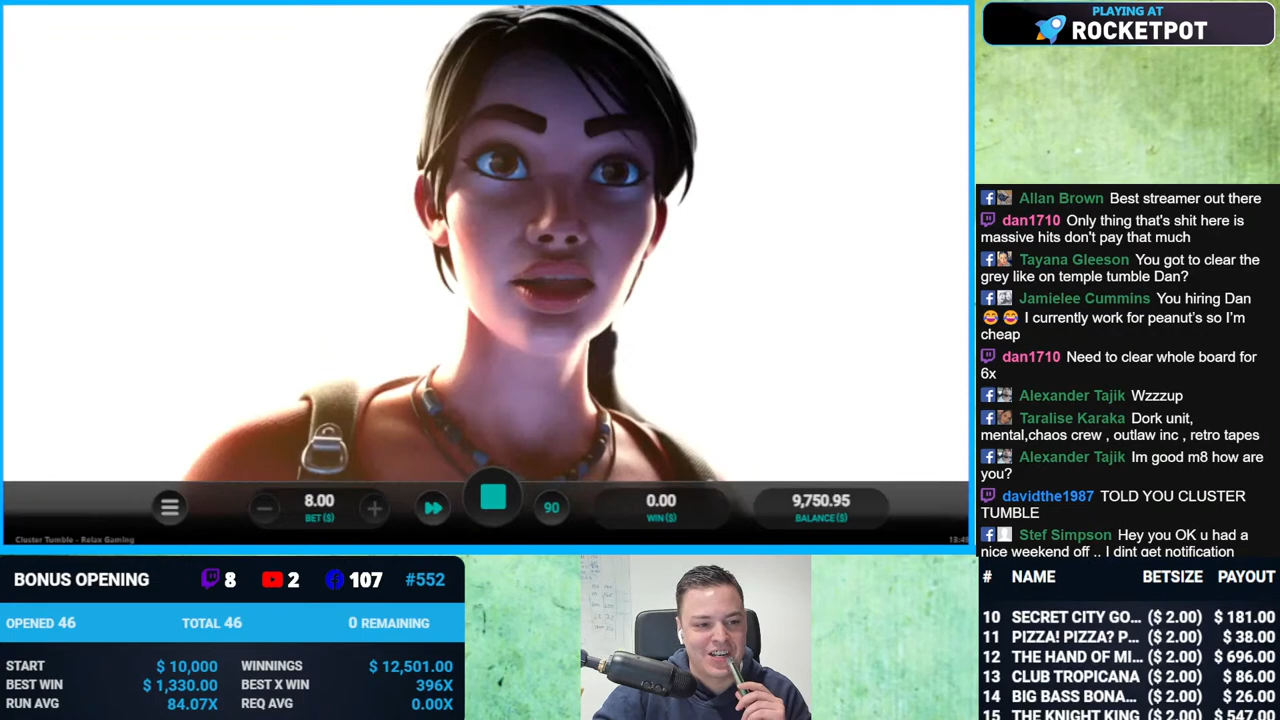 PLAYING AT
ROCKETPOT
Allan Brown Best streamer out there
dan1710 Only thing that's shit here is
massive hits don't pay that much
Tayana Gleeson You got to clear the
grey like on temple tumble Dan?
Jamielee Cummins You hiring Dan
😂 😂 I currently work for peanut's so I'm
cheap
dan1710 Need to clear whole board for
6x
Alexander Tajik Wzzzup
Taralise Karaka Dork unit,
mental,chaos crew , outlaw inc , retro tapes
Alexander Tajik Im good m8 how are
you?
davidthe1987 TOLD YOU CLUSTER
TUMBLE
Stef Simpson Hey you OK u had a
nice weekend off .. I dint get notification
8.00
BET($)
90
0.00
WIN($)
9,750.95
BALANCE($)
Cluster Tumble - Relax Gaming
BONUS OPENING 8 2 107 #552
OPENED 46 TOTAL 46 0 REMAINING
START $ 10,000 WINNINGS $ 12,501.00
BEST WIN $ 1,330.00 BEST X WIN 396X
RUN AVG 84.07X REQ AVG 0.00X
# NAME BETSIZE PAYOUT
10 SECRET CITY GO... ($ 2.00) $ 181.00
11 PIZZA! PIZZA? P... ($ 2.00) $ 38.00
12 THE HAND OF MI... ($ 2.00) $ 696.00
13 CLUB TROPICANA ($ 2.00) $ 86.00
14 BIG BASS BONA... ($ 2.00) $ 26.00
15 THE KNIGHT KING ($ 2.00) $ 547.00